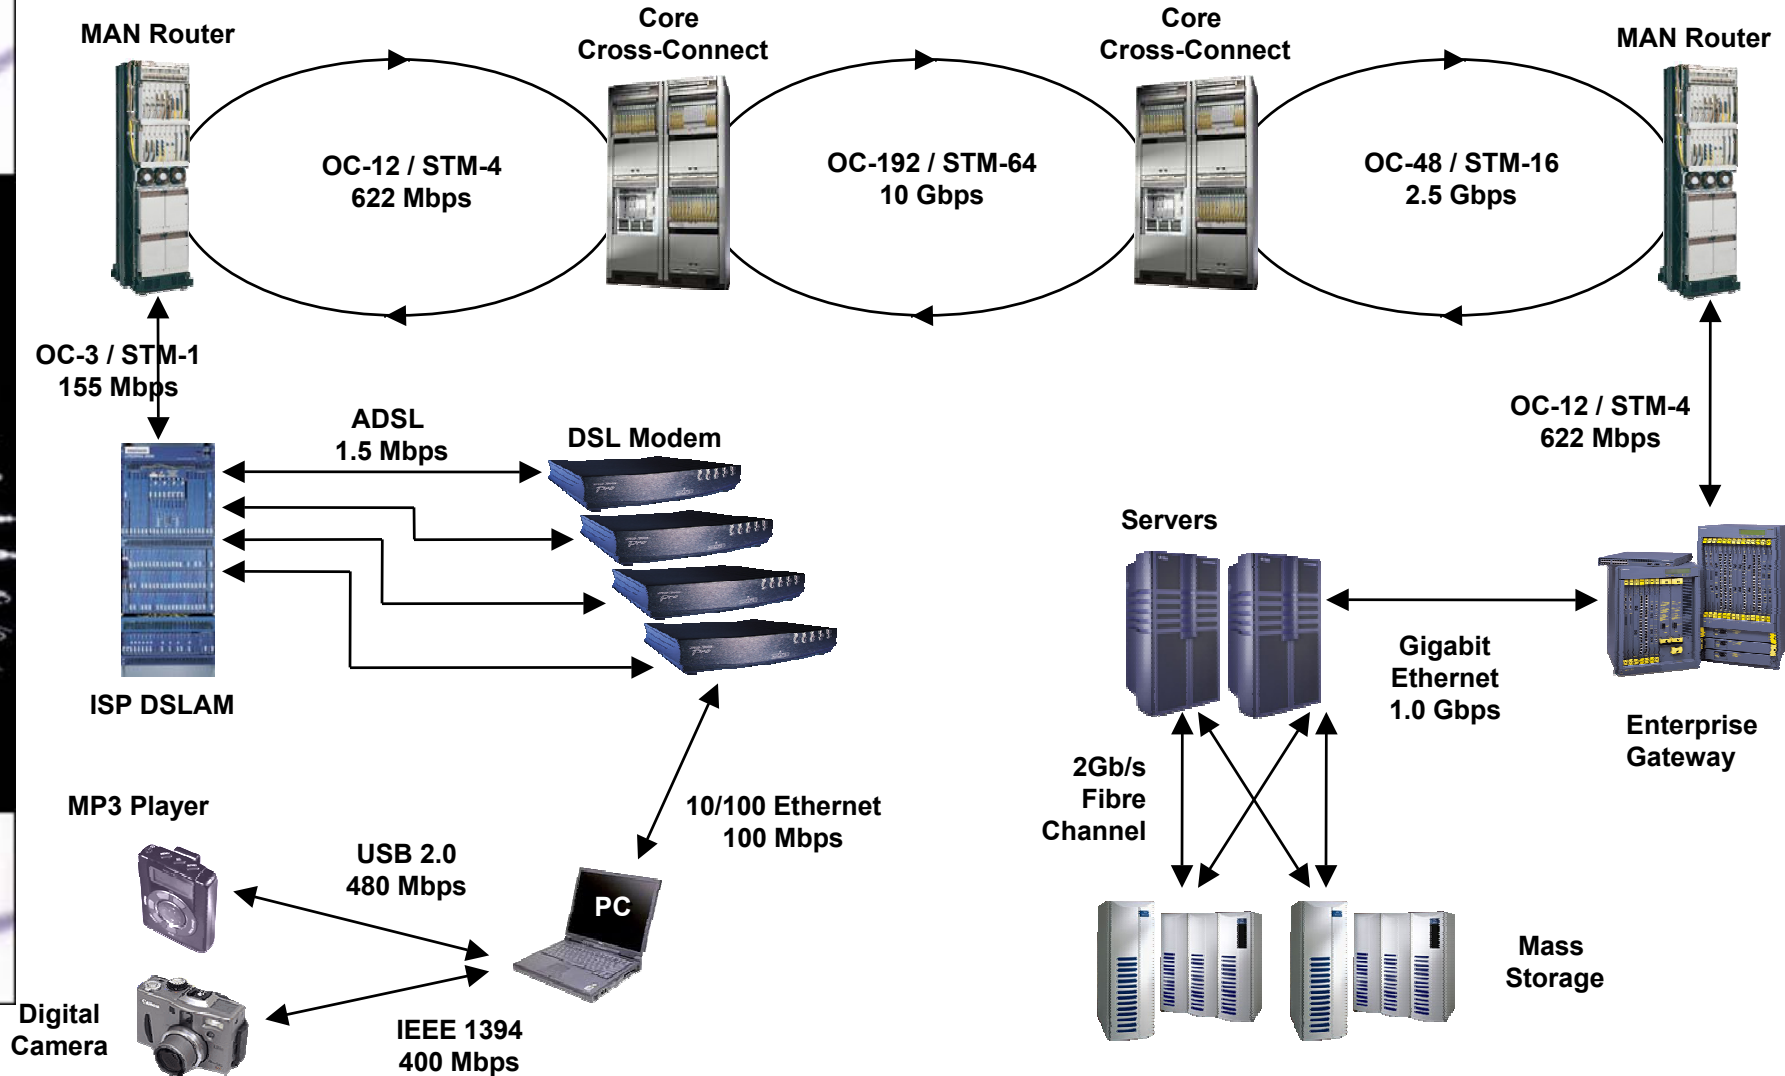 MAN Router
Core
Cross-Connect
Core
Cross-Connect
MAN Router
OC-12 / STM-4
622 Mbps
OC-192 / STM-64
10 Gbps
OC-48 / STM-16
2.5 Gbps
OC-3 / STM-1
155 Mbps
ADSL
1.5 Mbps
DSL Modem
OC-12 / STM-4
622 Mbps
Servers
ISP DSLAM
Gigabit
Ethernet
1.0 Gbps
Enterprise
Gateway
2Gb/s
Fibre
Channel
MP3 Player
10/100 Ethernet
100 Mbps
USB 2.0
480 Mbps
PC
Mass
Storage
Digital
Camera
IEEE 1394
400 Mbps